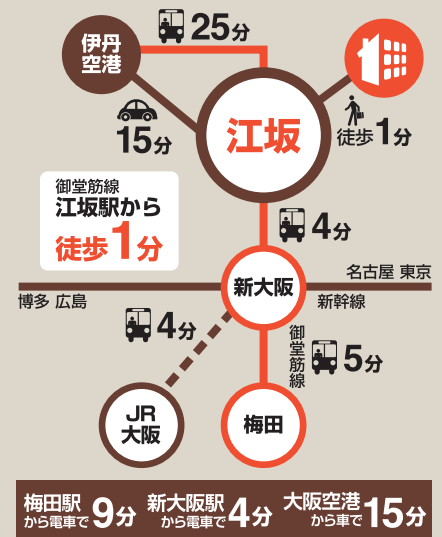 伊丹
空港
25分
15分
江坂
徒歩1分
御堂筋線
江坂駅から
徒歩1分
4分
新大阪
名古屋 東京
博多 広島
新幹線
4分
御堂筋線
5分
JR
大阪
梅田
梅田駅
から電車で9分
新大阪駅
から電車で4分
大阪空港
から車で15分